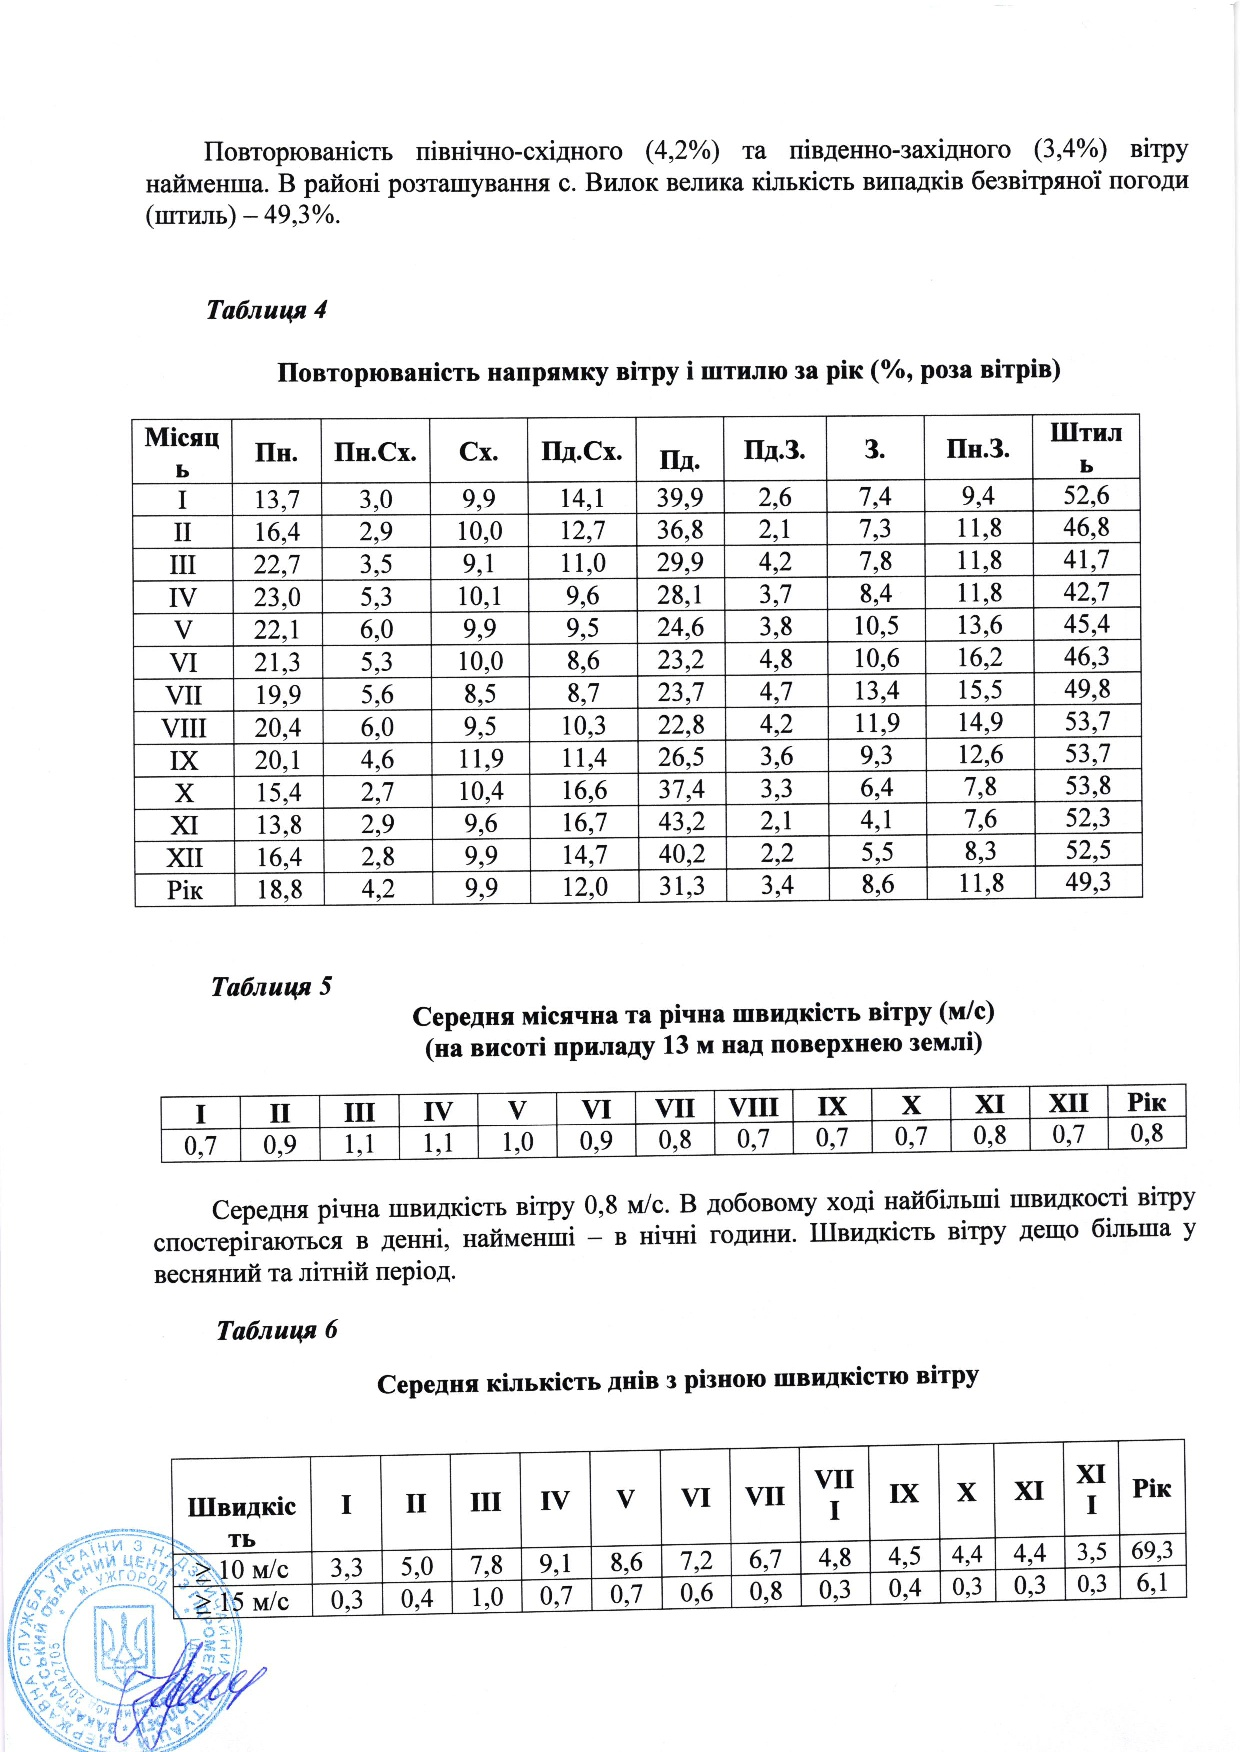 Повторюваність північно-східного (4,2%) та південно-західного (3,4%) вітру
найменша. В районі розташування с. Вилок велика кількість випадків безвітряної погоди
(штиль) – 49,3%.
Таблиця 4
Повторюваність напрямку вітру і штилю за рік (%, роза вітрів)
Місяць Пн. Пн.Сх. Сх. Пд.Сх. Пд. Пд.З. З. Пн.З. Штиль
I 13,7 3,0 9,9 14,1 39,9 2,6 7,4 9,4 52,6
II 16,4 2,9 10,0 12,7 36,8 2,1 7,3 11,8 46,8
III 22,7 3,5 9,1 11,0 29,9 4,2 7,8 11,8 41,7
IV 23,0 5,3 10,1 9,6 28,1 3,7 8,4 11,8 42,7
V 22,1 6,0 9,9 9,5 24,6 3,8 10,5 13,6 45,4
VI 21,3 5,3 10,0 8,6 23,2 4,8 10,6 16,2 46,3
VII 19,9 5,6 8,5 8,7 23,7 4,7 13,4 15,5 49,8
VIII 20,4 6,0 9,5 10,3 22,8 4,2 11,9 14,9 53,7
IX 20,1 4,6 11,9 11,4 26,5 3,6 9,3 12,6 53,7
X 15,4 2,7 10,4 16,6 37,4 3,3 6,4 7,8 53,8
XI 13,8 2,9 9,6 16,7 43,2 2,1 4,1 7,6 52,3
XII 16,4 2,8 9,9 14,7 40,2 2,2 5,5 8,3 52,5
Рік 18,8 4,2 9,9 12,0 31,3 3,4 8,6 11,8 49,3
Таблиця 5
Середня місячна та річна швидкість вітру (м/с)
(на висоті приладу 13 м над поверхнею землі)
I II III IV V VI VII VIII IX X XI XII Рік
0,7 0,9 1,1 1,1 1,0 0,9 0,8 0,7 0,7 0,7 0,8 0,7 0,8
Середня річна швидкість вітру 0,8 м/с. В добовому ході найбільші швидкості вітру
спостерігаються в денні, найменші – в нічні години. Швидкість вітру дещо більша у
весняний та літній період.
Таблиця 6
Середня кількість днів з різною швидкістю вітру
Швидкість I II III IV V VI VII VIII IX X XI XII Рік
> 10 м/с 3,3 5,0 7,8 9,1 8,6 7,2 6,7 4,8 4,5 4,4 4,4 3,5 69,3
≥ 15 м/с 0,3 0,4 1,0 0,7 0,7 0,6 0,8 0,3 0,4 0,3 0,3 0,3 6,1
ДЕРЖАВНА СЛУЖБА УКРАЇНИ З НАДЗВИЧАЙНИХ СИТУАЦІЙ
ЗАКАРПАТСЬКИЙ ОБЛАСНИЙ ЦЕНТР З
м. УЖГОРОД
20442705